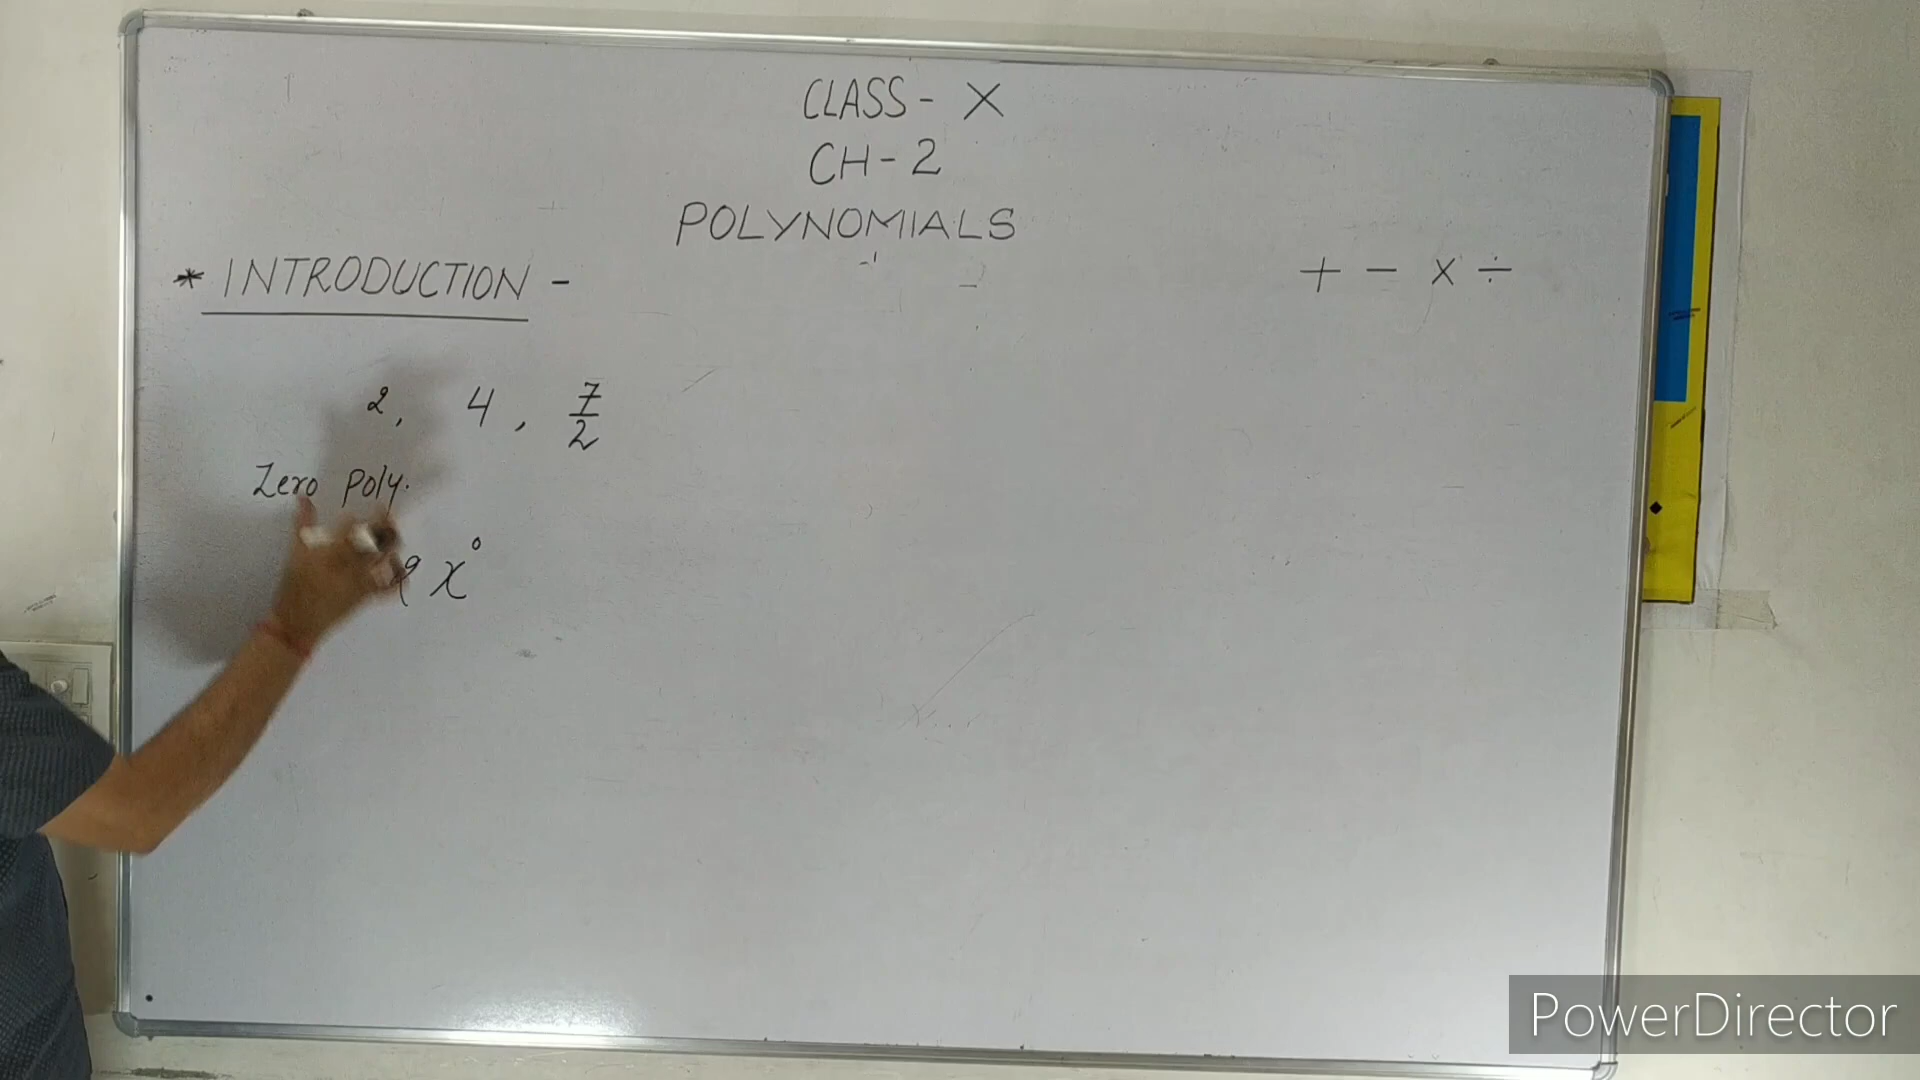 CLASS - X
CH - 2
POLYNOMIALS
* INTRODUCTION -
+ - x ÷
2, 4, 7/2
Zero poly.
x°
PowerDirector